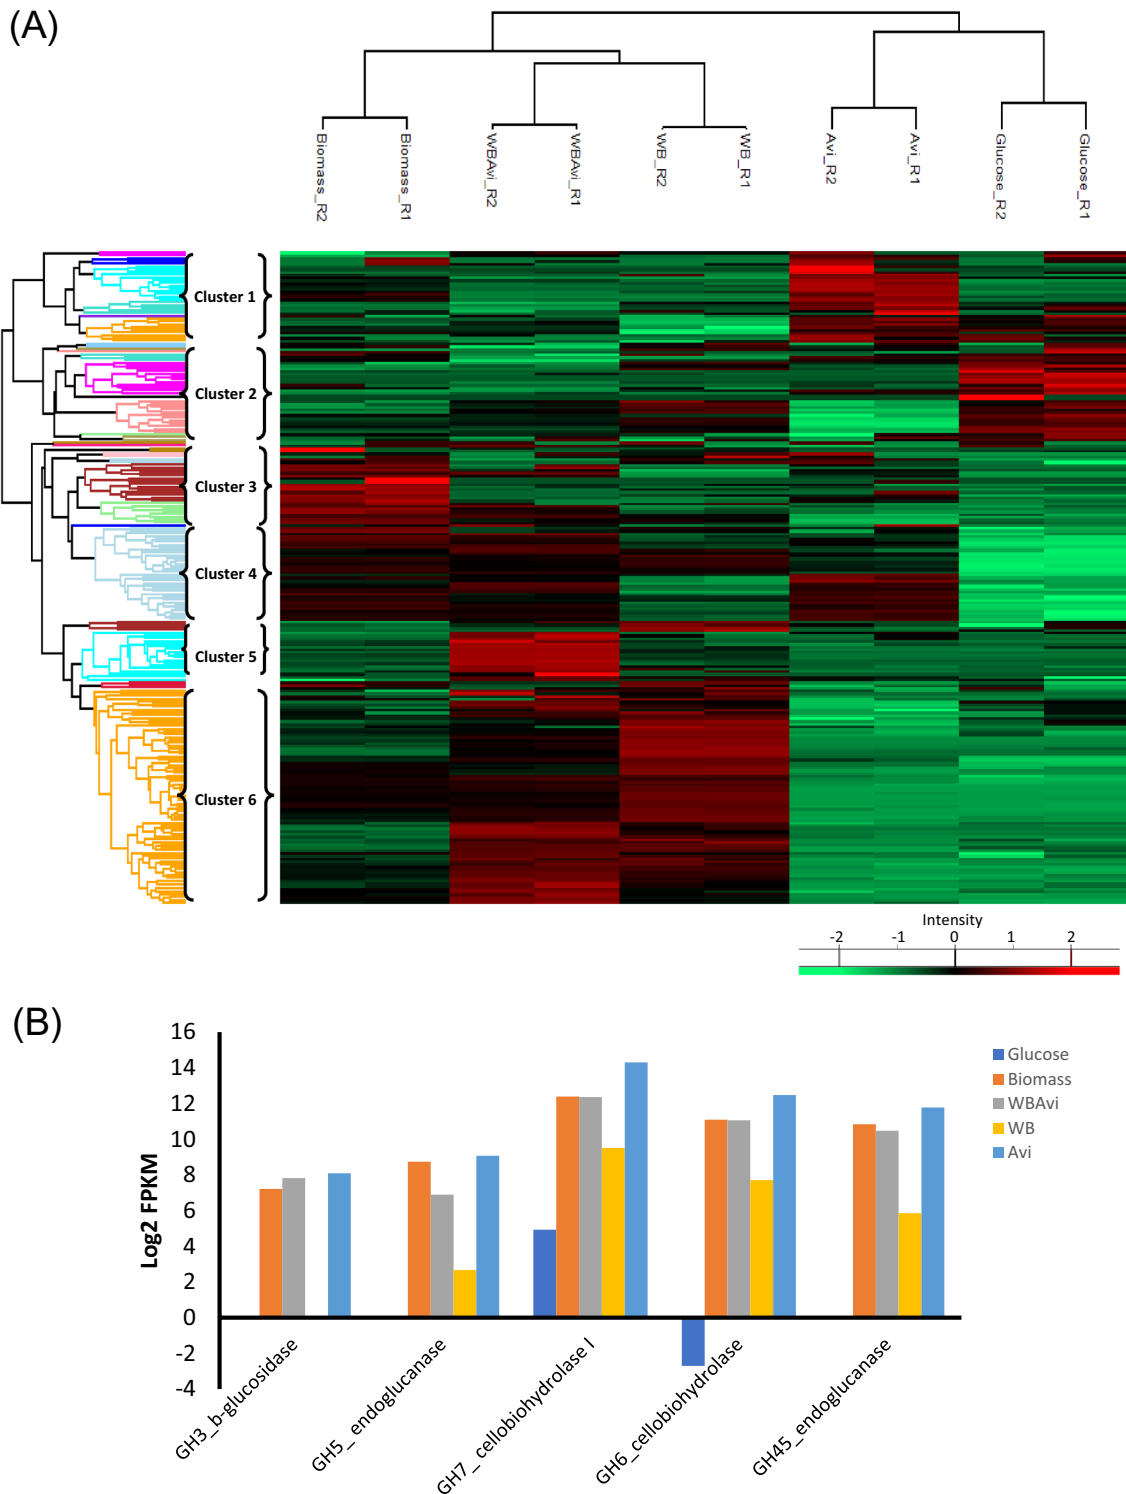 (A)
Biomass_R2
Biomass_R1
WBAvi_R2
WBAvi_R1
WB_R2
WB_R1
Avi_R2
Avi_R1
Glucose_R2
Glucose_R1
Cluster 1
Cluster 2
Cluster 3
Cluster 4
Cluster 5
Cluster 6
Intensity
-2 -1 0 1 2
(B)
16
14
12
10
8
6
4
2
0
-2
-4
Log2 FPKM
Glucose
Biomass
WBAvi
WB
Avi
GH3_b-glucosidase
GH5_ endoglucanase
GH7_ cellobiohydrolase I
GH6_cellobiohydrolase
GH45_endoglucanase